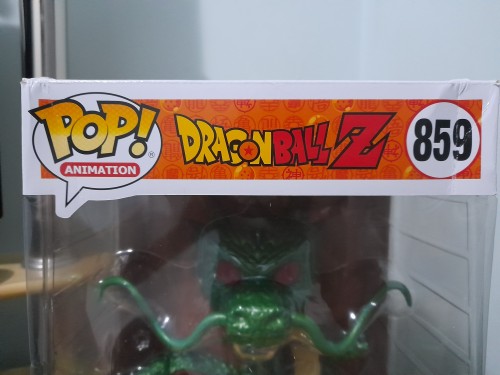 POP!
ANIMATION
DRAGON BALL Z
859